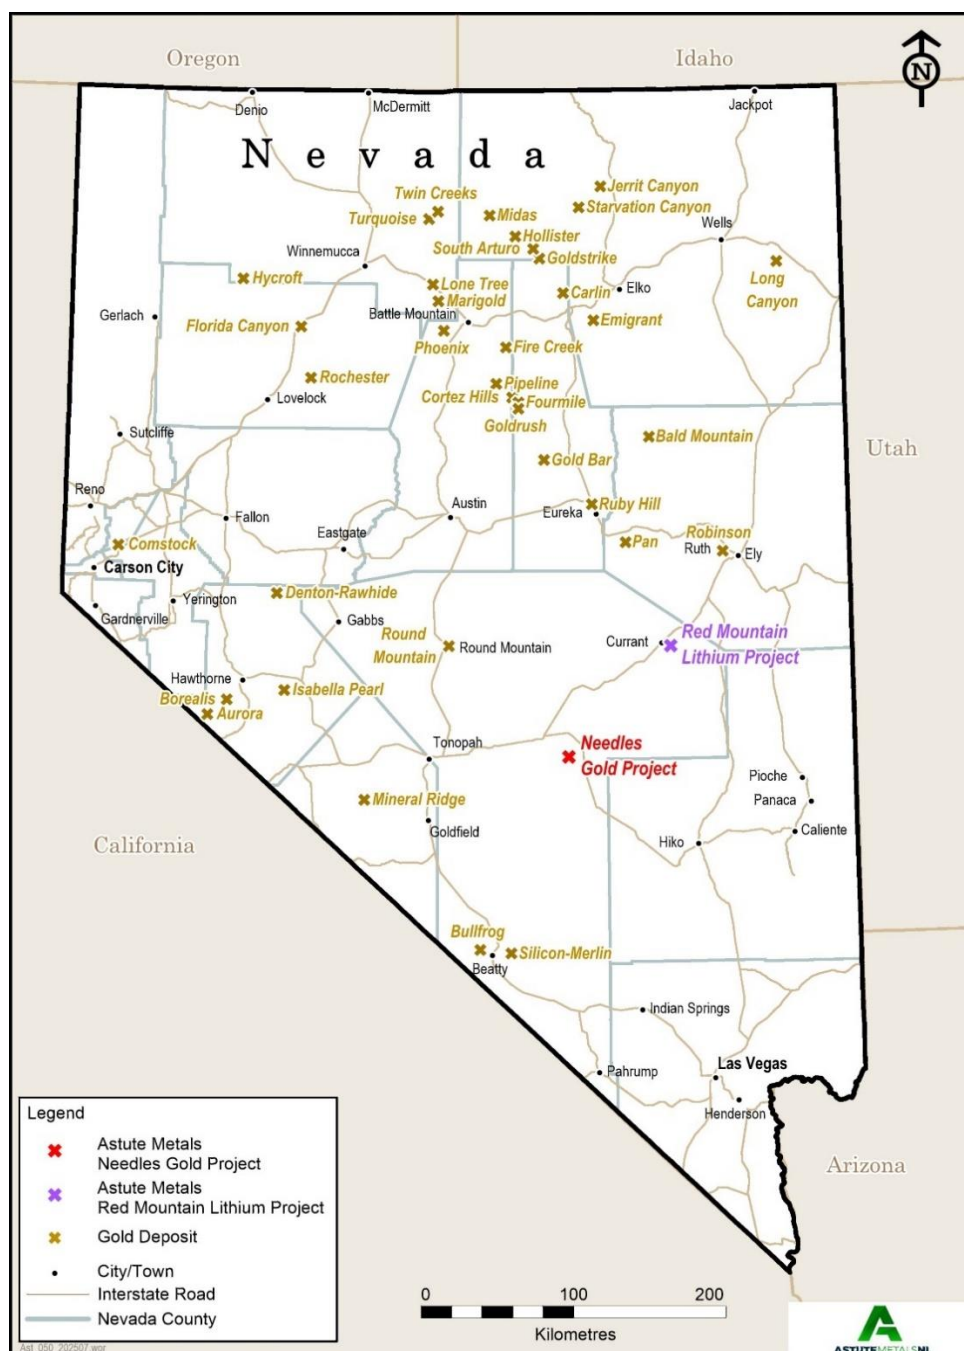 Oregon
Idaho
N
Denio
McDermitt
Jackpot
Nevada
Jerrit Canyon
Twin Creeks
Starvation Canyon
Turquoise
Midas
Wells
Hollister
South Arturo
Winnemucca
Goldstrike
Hycroft
Lone Tree
Carlin
Elko
Long
Canyon
Marigold
Gerlach
Battle Mountain
Florida Canyon
Emigrant
Phoenix
Fire Creek
Rochester
Pipeline
Lovelock
Cortez Hills
Fourmile
Goldrush
Sutcliffe
Bald Mountain
Utah
Gold Bar
Reno
Austin
Ruby Hill
Fallon
Eureka
Eastgate
Robinson
Comstock
Pan
Ruth
Ely
Carson City
Denton-Rawhide
Yerington
Gardnerville
Gabbs
Round
Mountain
Round Mountain
Currant
Red Mountain
Lithium Project
Hawthorne
Isabella Pearl
Borealis
Aurora
Tonopah
Needles
Gold Project
Pioche
Mineral Ridge
Panaca
Goldfield
Caliente
Hiko
California
Bullfrog
Silicon-Merlin
Beatty
Indian Springs
Las Vegas
Pahrump
Henderson
Arizona
Legend
Astute Metals
Needles Gold Project
Astute Metals
Red Mountain Lithium Project
Gold Deposit
City/Town
Interstate Road
Nevada County
0 100 200
Kilometres
Ast_050_202507.wor
ASTUTEMETALSNL